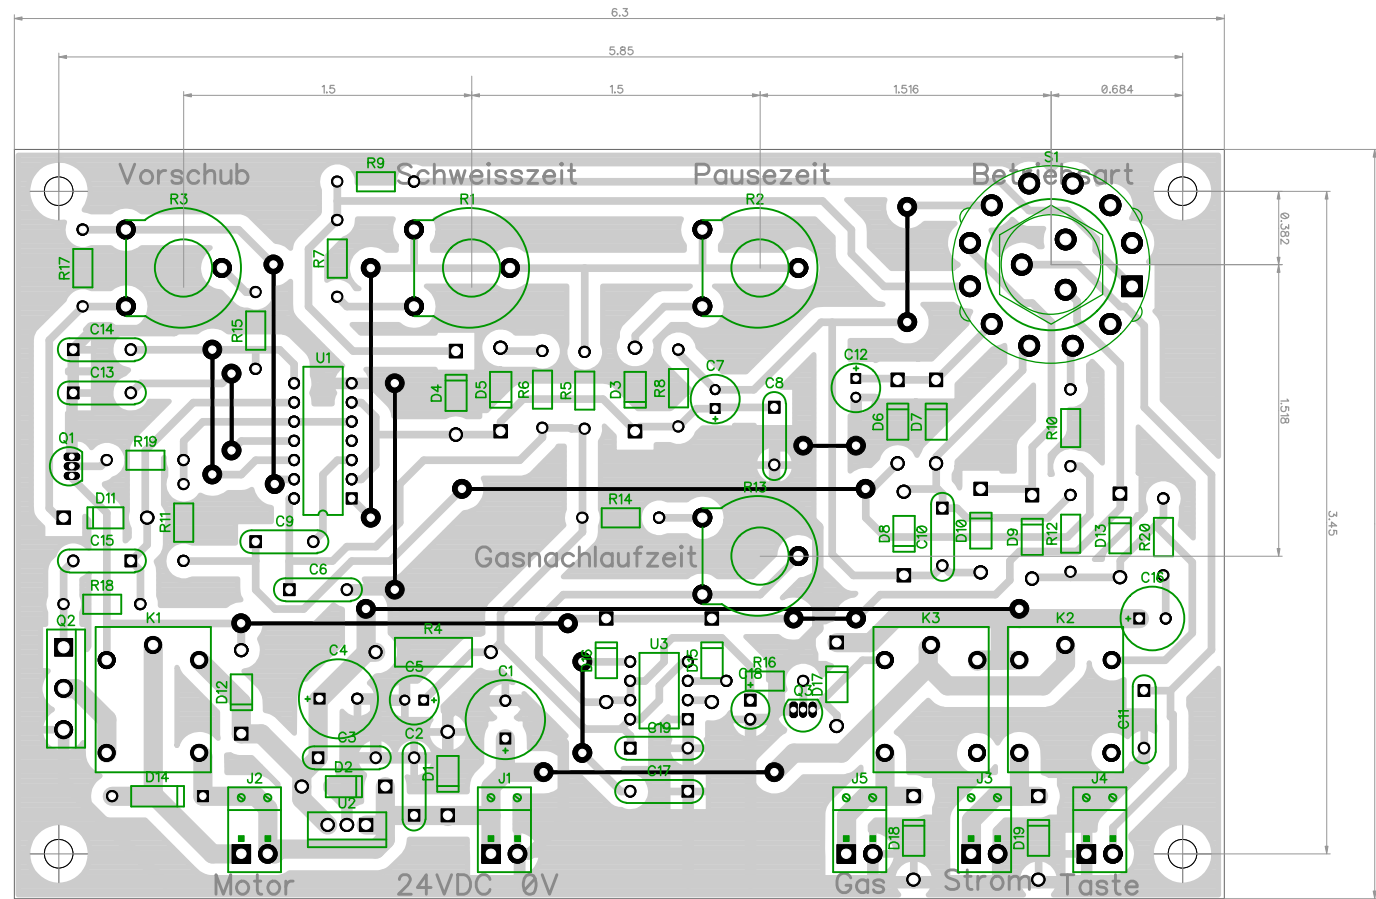 6.3
5.85
1.5 1.5 1.516 0.684
Vorschub Schweisszeit Pausezeit Betriebsart
R9 S1
R3 R1 R2
0.382
R17 R7
R15
C14
U1
C13
D4 D5 R6 R5 D3 R8 C7 C8 C12
+ +
D6 D7 R10
1.518
Q1 R19
R14 R13
D11 R11
C9
D8 C10 D10 D9 R12 D13 R20
3.45
C15
Gasnachlaufzeit
C6
R18
C16
+
Q2 K1 R4 K3 K2
C4 C5 C1 U3 R16
D12 C18 Q3 D17
+ + + +
C11
C3 C2 C19
D2 D1 C17
D14 J2 U2 J1 J5 J3 J4
D18 D19
Motor 24VDC 0V Gas Strom Taste